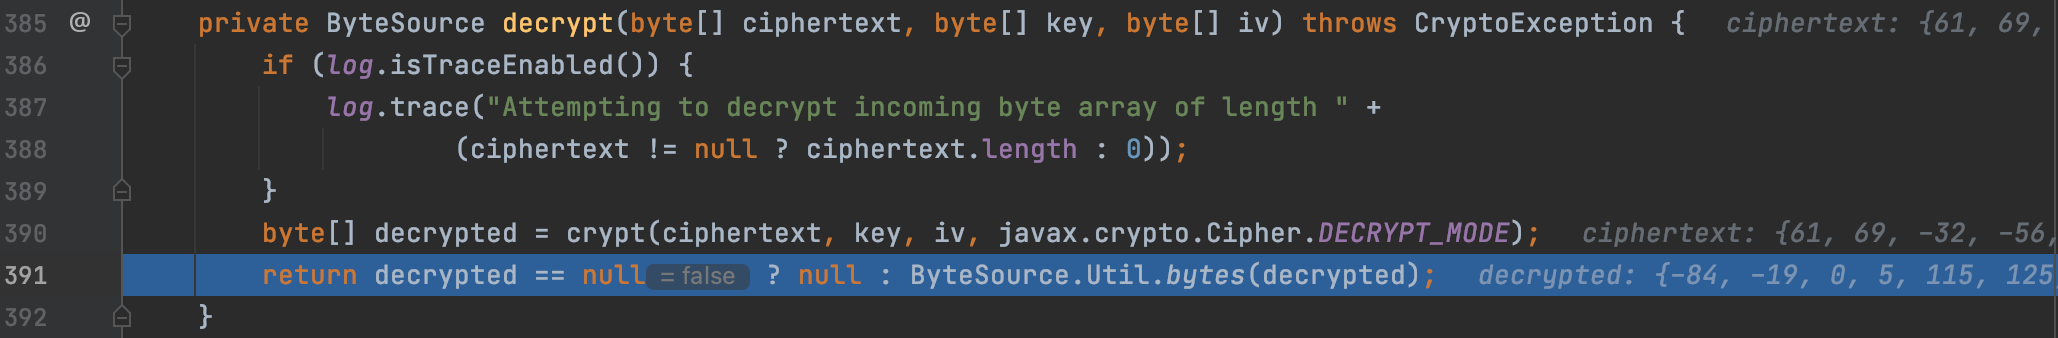 385 @ private ByteSource decrypt(byte[] ciphertext, byte[] key, byte[] iv) throws CryptoException { ciphertext: {61, 69,
386 if (log.isTraceEnabled()) {
387 log.trace("Attempting to decrypt incoming byte array of length " +
388 (ciphertext != null ? ciphertext.length : 0));
389 }
390 byte[] decrypted = crypt(ciphertext, key, iv, javax.crypto.Cipher.DECRYPT_MODE); ciphertext: {61, 69, -32, -56,
391 return decrypted == null = false ? null : ByteSource.Util.bytes(decrypted); decrypted: {-84, -19, 0, 5, 115, 125,
392 }